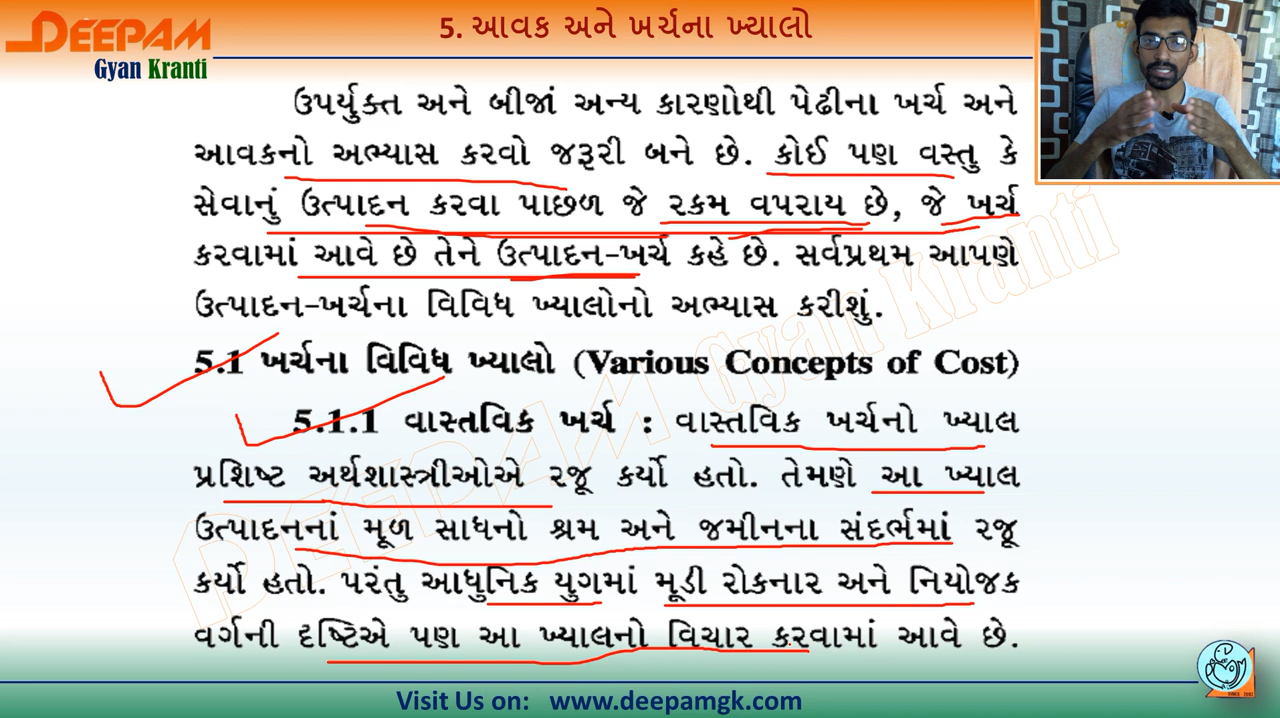 DEEPAM
Gyan Kranti
5. આવક અને ખર્ચના ખ્યાલો
ઉપર્યુક્ત અને બીજાં અન્ય કારણોથી પેઢીના ખર્ચ અને
આવકનો અભ્યાસ કરવો જરૂરી બને છે. કોઈ પણ વસ્તુ કે
સેવાનું ઉત્પાદન કરવા પાછળ જે રકમ વપરાય છે, જે ખર્ચ
કરવામાં આવે છે તેને ઉત્પાદન-ખર્ચ કહે છે. સર્વપ્રથમ આપણે
ઉત્પાદન-ખર્ચના વિવિધ ખ્યાલોનો અભ્યાસ કરીશું.
5.1 ખર્ચના વિવિધ ખ્યાલો (Various Concepts of Cost)
5.1.1 વાસ્તવિક ખર્ચ : વાસ્તવિક ખર્ચનો ખ્યાલ
પ્રશિષ્ટ અર્થશાસ્ત્રીઓએ રજૂ કર્યો હતો. તેમણે આ ખ્યાલ
ઉત્પાદનનાં મૂળ સાધનો શ્રમ અને જમીનના સંદર્ભમાં રજૂ
કર્યો હતો. પરંતુ આધુનિક યુગમાં મૂડી રોકનાર અને નિયોજક
વર્ગની દૃષ્ટિએ પણ આ ખ્યાલનો વિચાર કરવામાં આવે છે.
DEEPAM Gyan Kranti
Visit Us on: www.deepamgk.com